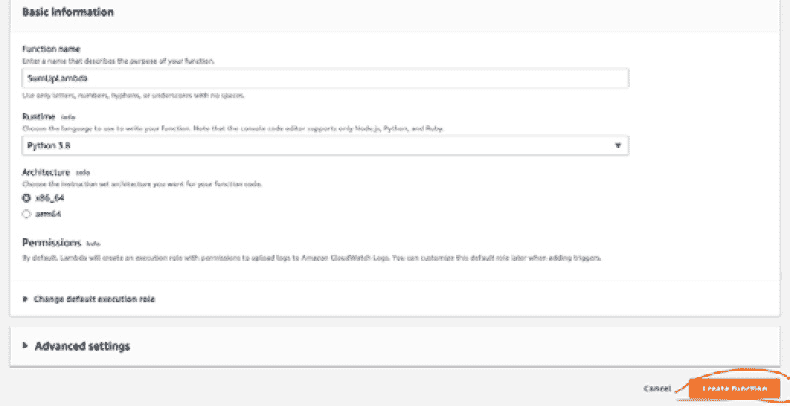 Basic information
Function name
Enter a name that describes the purpose of your function.
SumUpLambda
Use only letters, numbers, hyphens, or underscores with no spaces.
Runtime Info
Choose the language to use to write your function. Note that the console code editor supports only Node.js, Python, and Ruby.
Python 3.8
Architecture Info
Choose the instruction set architecture you want for your function code.
x86_64
arm64
Permissions Info
By default, Lambda will create an execution role with permissions to upload logs to Amazon CloudWatch Logs. You can customize this default role later when adding triggers.
Change default execution role
Advanced settings
Cancel Create function